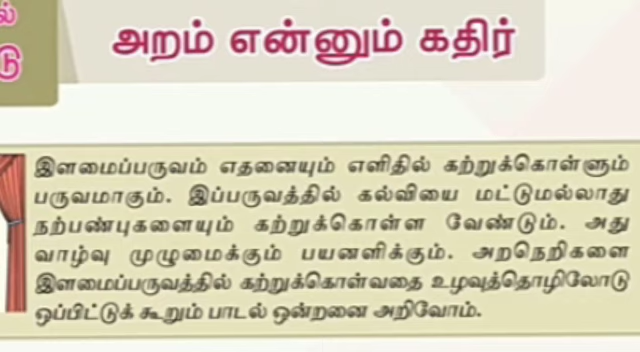 ல்
டு
அறம் என்னும் கதிர்
இளமைப்பருவம் எதனையும் எளிதில் கற்றுக்கொள்ளும்
பருவமாகும். இப்பருவத்தில் கல்வியை மட்டுமல்லாது
நற்பண்புகளையும் கற்றுக்கொள்ள வேண்டும். அது
வாழ்வு முழுமைக்கும் பயனளிக்கும். அறநெறிகளை
இளமைப்பருவத்தில் கற்றுக்கொள்வதை உழவுத்தொழிலோடு
ஒப்பிட்டுக் கூறும் பாடல் ஒன்றனை அறிவோம்.